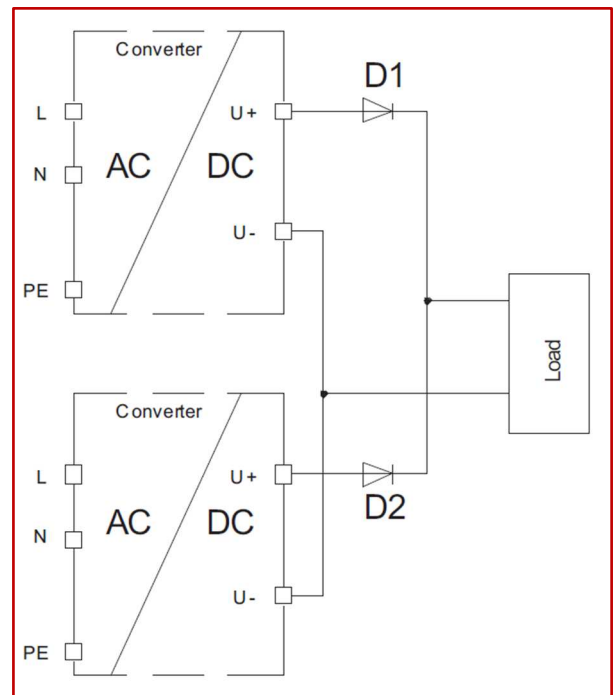 Converter
D1
L
U+
AC
DC
N
U-
PE
Load
Converter
L
U+
D2
AC
DC
N
U-
PE